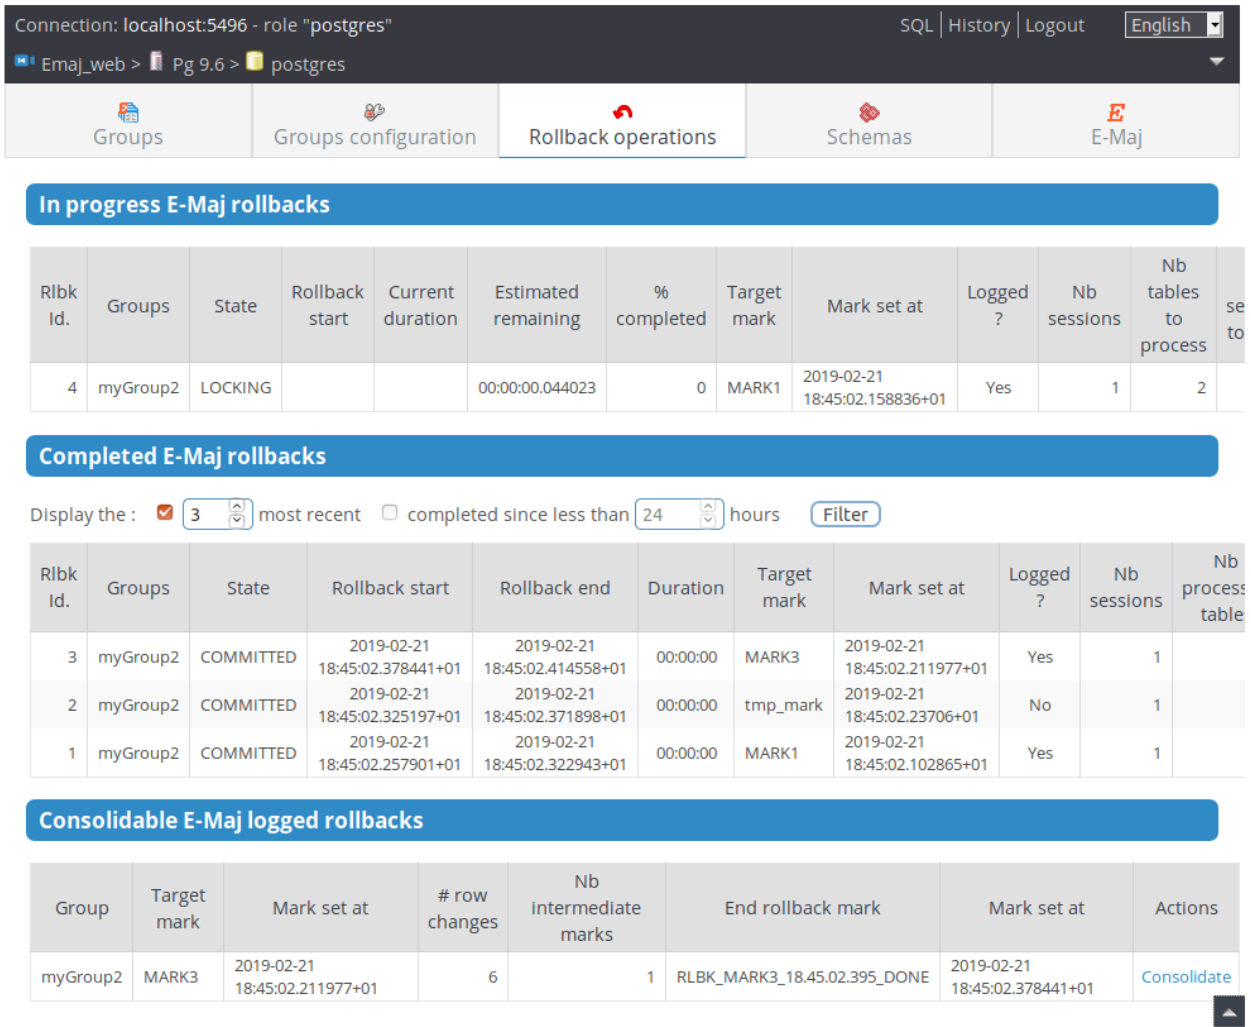 Connection: localhost:5496 - role "postgres"
SQL | History | Logout English
Emaj_web > Pg 9.6 > postgres
Groups
Groups configuration
Rollback operations
Schemas
E-Maj
In progress E-Maj rollbacks
Rlbk Id. Groups State Rollback start Current duration Estimated remaining % completed Target mark Mark set at Logged ? Nb sessions Nb tables to process
4 myGroup2 LOCKING 00:00:00.044023 0 MARK1 2019-02-21 18:45:02.158836+01 Yes 1 2
Completed E-Maj rollbacks
Display the : 3 most recent completed since less than 24 hours Filter
Rlbk Id. Groups State Rollback start Rollback end Duration Target mark Mark set at Logged ? Nb sessions Nb process table
3 myGroup2 COMMITTED 2019-02-21 18:45:02.378441+01 2019-02-21 18:45:02.414558+01 00:00:00 MARK3 2019-02-21 18:45:02.211977+01 Yes 1
2 myGroup2 COMMITTED 2019-02-21 18:45:02.325197+01 2019-02-21 18:45:02.371898+01 00:00:00 tmp_mark 2019-02-21 18:45:02.23706+01 No 1
1 myGroup2 COMMITTED 2019-02-21 18:45:02.257901+01 2019-02-21 18:45:02.322943+01 00:00:00 MARK1 2019-02-21 18:45:02.102865+01 Yes 1
Consolidable E-Maj logged rollbacks
Group Target mark Mark set at # row changes Nb intermediate marks End rollback mark Mark set at Actions
myGroup2 MARK3 2019-02-21 18:45:02.211977+01 6 1 RLBK_MARK3_18.45.02.395_DONE 2019-02-21 18:45:02.378441+01 Consolidate